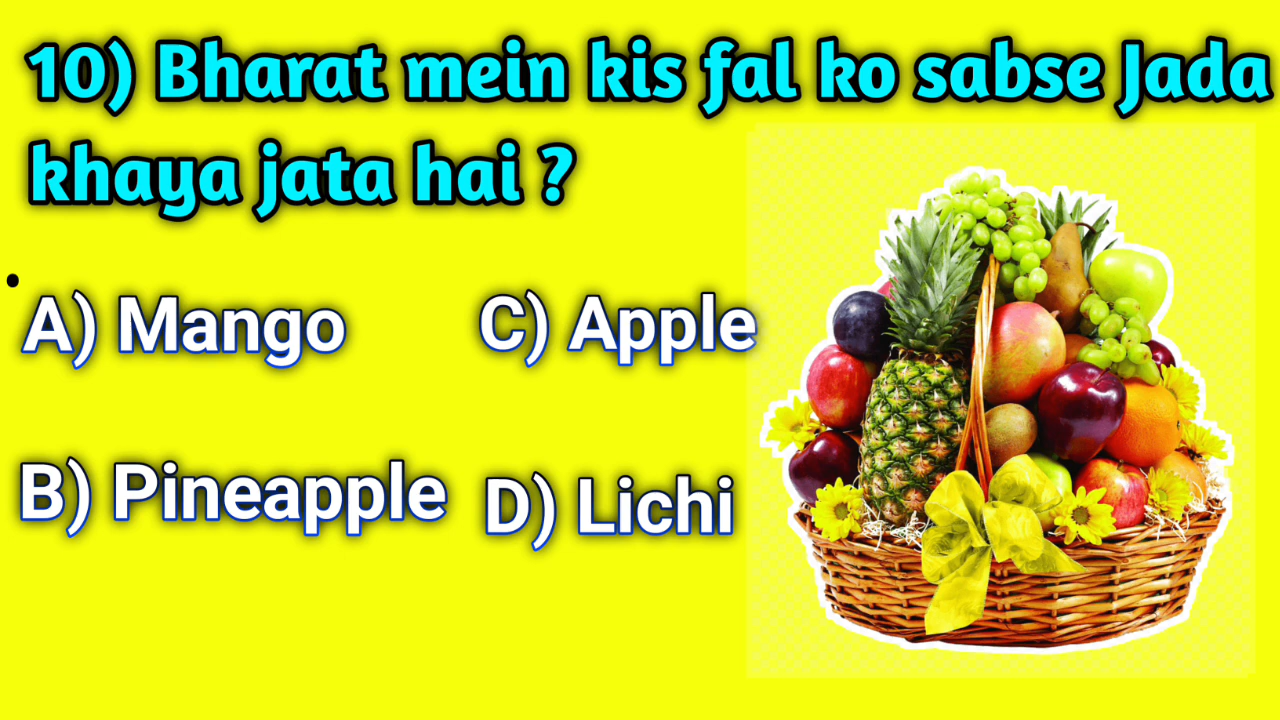 10) Bharat mein kis fal ko sabse Jada
khaya jata hai ?
A) Mango
C) Apple
B) Pineapple
D) Lichi